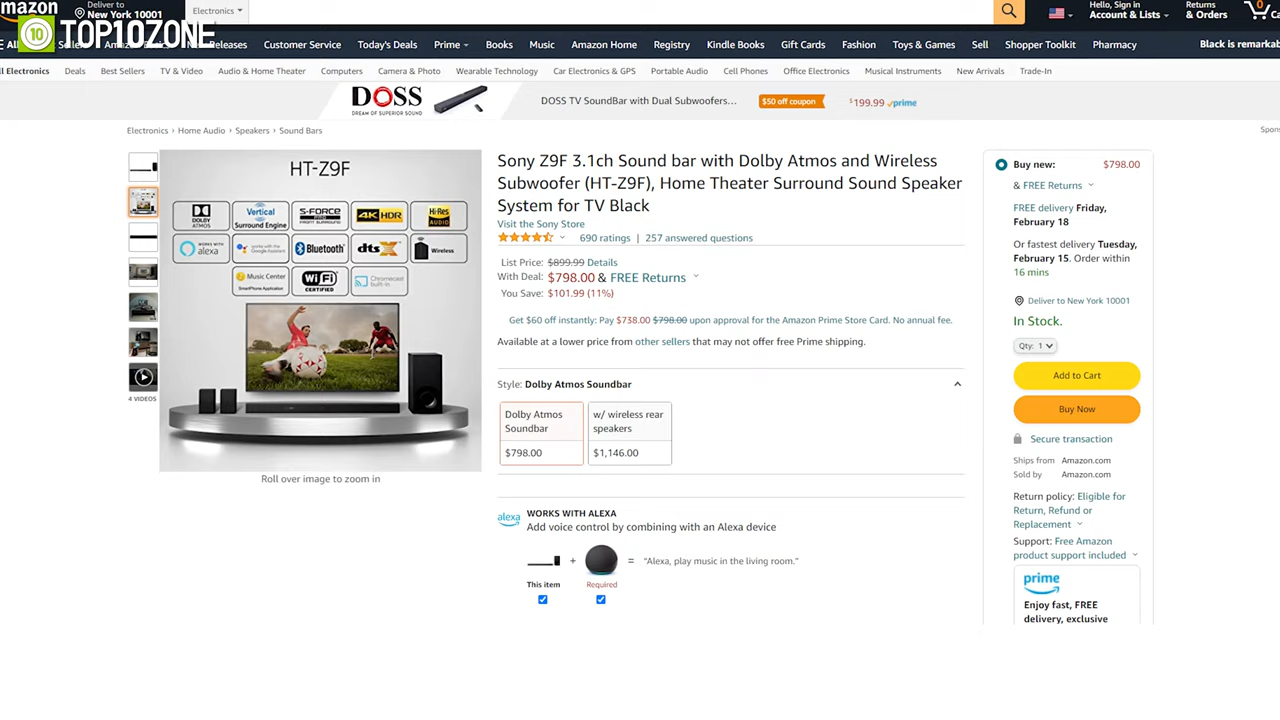 amazon
Deliver to
New York 10001
Electronics
Hello, Sign in
Account & Lists
Returns
& Orders
0
10 TOP10ZONE
All
Sell
Amazon Basics
New Releases
Customer Service
Today's Deals
Prime
Books
Music
Amazon Home
Registry
Kindle Books
Gift Cards
Fashion
Toys & Games
Sell
Shopper Toolkit
Pharmacy
Black is remarkab
ll Electronics
Deals
Best Sellers
TV & Video
Audio & Home Theater
Computers
Camera & Photo
Wearable Technology
Car Electronics & GPS
Portable Audio
Cell Phones
Office Electronics
Musical Instruments
New Arrivals
Trade-In
DOSS
DREAM OF SUPERIOR SOUND
DOSS TV SoundBar with Dual Subwoofers...
$50 off coupon
$199.99 prime
Electronics › Home Audio › Speakers › Sound Bars
Spons
HT-Z9F
DOLBY ATMOS
Vertical Surround Engine
S-FORCE PRO FRONT SURROUND
4K HDR
Hi-Res AUDIO
WORKS WITH alexa
works with the Google Assistant
Bluetooth
dts X
Wireless
Music Center
SmartPhone Application
Wi Fi CERTIFIED
Chromecast built-in
4 VIDEOS
Roll over image to zoom in
Sony Z9F 3.1ch Sound bar with Dolby Atmos and Wireless
Subwoofer (HT-Z9F), Home Theater Surround Sound Speaker
System for TV Black
Visit the Sony Store
690 ratings | 257 answered questions
List Price: $899.99 Details
With Deal: $798.00 & FREE Returns
You Save: $101.99 (11%)
Get $60 off instantly: Pay $738.00 $798.00 upon approval for the Amazon Prime Store Card. No annual fee.
Available at a lower price from other sellers that may not offer free Prime shipping.
Style: Dolby Atmos Soundbar
Dolby Atmos
Soundbar
$798.00
w/ wireless rear
speakers
$1,146.00
alexa
WORKS WITH ALEXA
Add voice control by combining with an Alexa device
+
=
"Alexa, play music in the living room."
This item
Required
Buy new: $798.00
& FREE Returns
FREE delivery Friday,
February 18
Or fastest delivery Tuesday,
February 15. Order within
16 mins
Deliver to New York 10001
In Stock.
Qty: 1
Add to Cart
Buy Now
Secure transaction
Ships from Amazon.com
Sold by Amazon.com
Return policy: Eligible for
Return, Refund or
Replacement
Support: Free Amazon
product support included
prime
Enjoy fast, FREE
delivery, exclusive